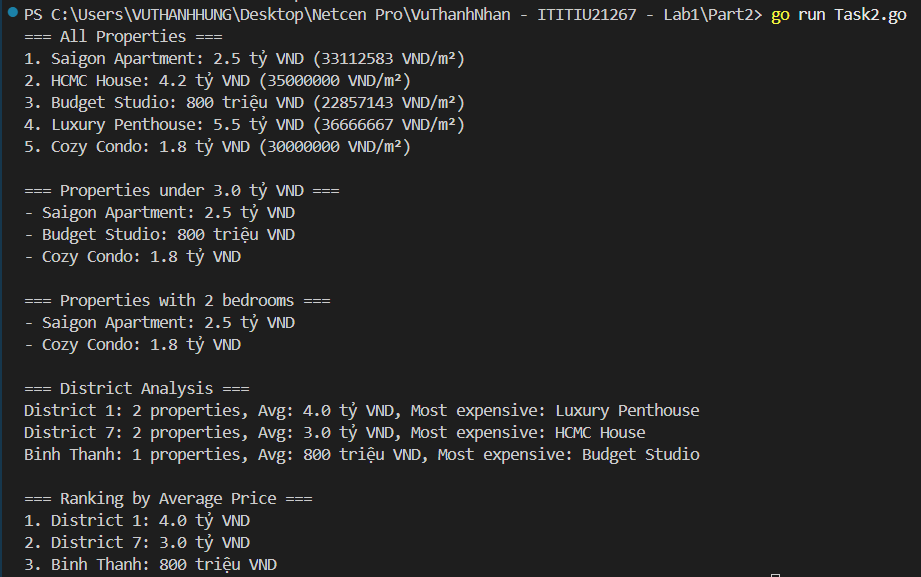 PS C:\Users\VUTHANHHUNG\Desktop\Netcen Pro\VuThanhNhan - ITITIU21267 - Lab1\Part2> go run Task2.go
=== All Properties ===
1. Saigon Apartment: 2.5 tỷ VND (33112583 VND/m²)
2. HCMC House: 4.2 tỷ VND (35000000 VND/m²)
3. Budget Studio: 800 triệu VND (22857143 VND/m²)
4. Luxury Penthouse: 5.5 tỷ VND (36666667 VND/m²)
5. Cozy Condo: 1.8 tỷ VND (30000000 VND/m²)

=== Properties under 3.0 tỷ VND ===
- Saigon Apartment: 2.5 tỷ VND
- Budget Studio: 800 triệu VND
- Cozy Condo: 1.8 tỷ VND

=== Properties with 2 bedrooms ===
- Saigon Apartment: 2.5 tỷ VND
- Cozy Condo: 1.8 tỷ VND

=== District Analysis ===
District 1: 2 properties, Avg: 4.0 tỷ VND, Most expensive: Luxury Penthouse
District 7: 2 properties, Avg: 3.0 tỷ VND, Most expensive: HCMC House
Binh Thanh: 1 properties, Avg: 800 triệu VND, Most expensive: Budget Studio

=== Ranking by Average Price ===
1. District 1: 4.0 tỷ VND
2. District 7: 3.0 tỷ VND
3. Binh Thanh: 800 triệu VND